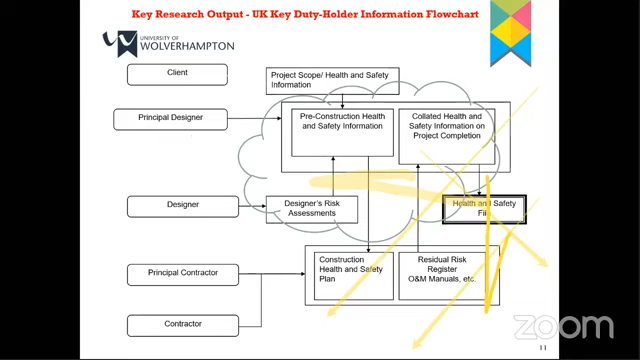 Key Research Output - UK Key Duty-Holder Information Flowchart
UNIVERSITY OF
WOLVERHAMPTON
Client
Project Scope/ Health and Safety
Information
Principal Designer
Pre-Construction Health
and Safety Information
Collated Health and
Safety Information on
Project Completion
Designer
Designer's Risk
Assessments
Health and Safety
File
Principal Contractor
Construction
Health and Safety
Plan
Residual Risk
Register
O&M Manuals, etc.
Contractor
zoom
11